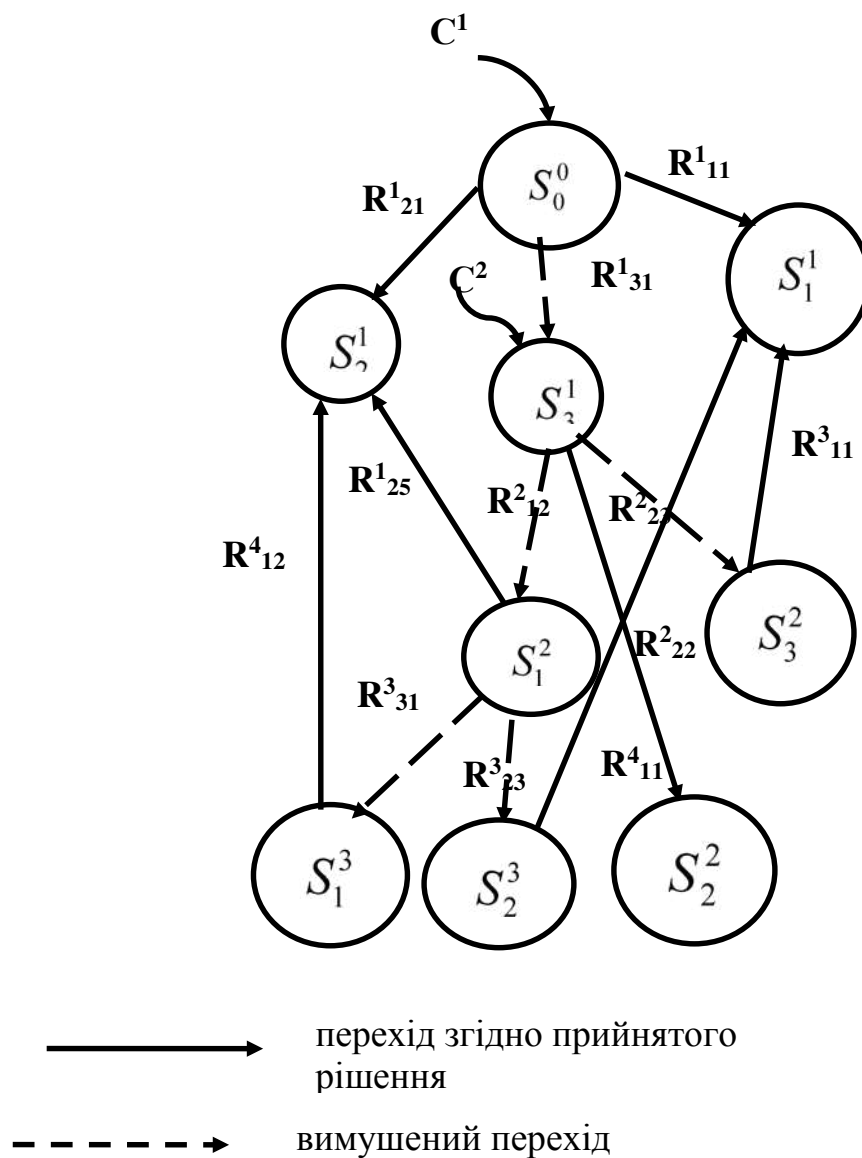 C¹
S₀⁰
R¹₁₁
R¹₂₁
R¹₃₁
C²
S₁¹
S₂¹
S₃¹
R³₁₁
R¹₂₅
R²₁₂
R²₂₃
R⁴₁₂
S₁²
R²₂₂
S₃²
R³₃₁
R³₂₃
R⁴₁₁
S₁³
S₂³
S₂²
перехід згідно прийнятого
рішення
вимушений перехід